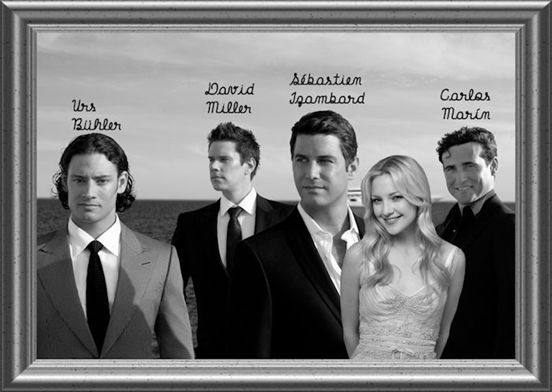 Urs
Bühler
David
Miller
Sébastien
Izambard
Carlos
Marín